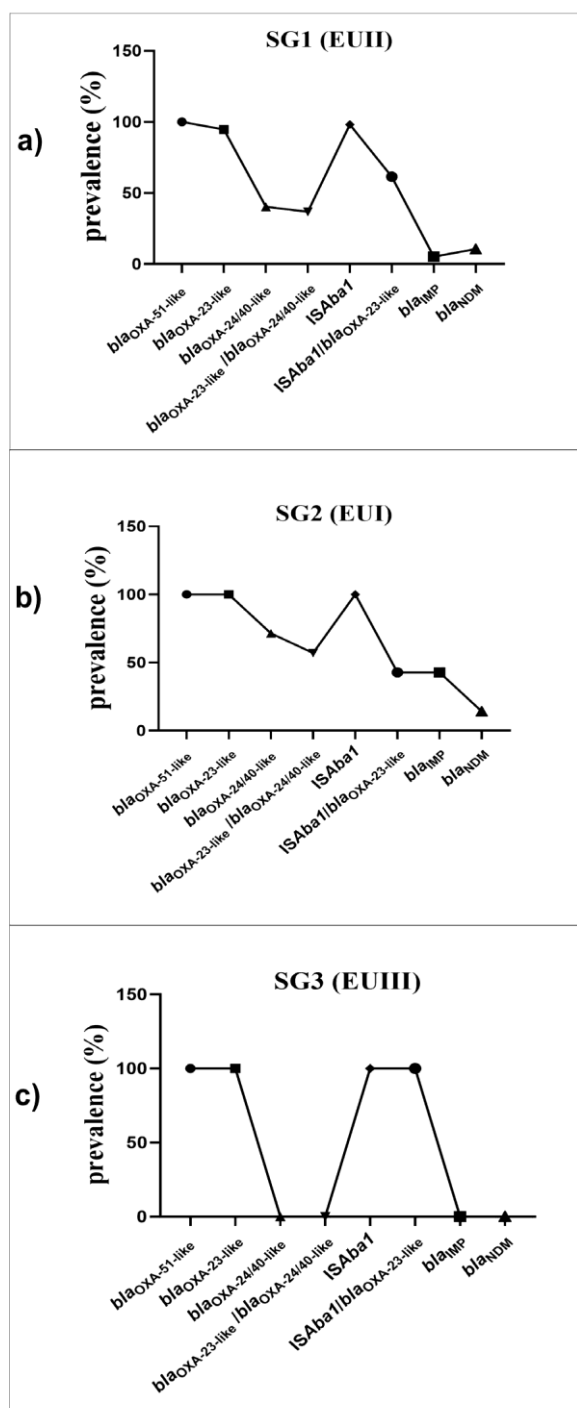 SG1 (EUII)
a)
prevalence (%)
150
100
50
0
blaOXA-51-like
blaOXA-23-like
blaOXA-24/40-like
blaOXA-23-like /blaOXA-24/40-like
ISAba1
ISAba1/blaOXA-23-like
blaIMP
blaNDM
SG2 (EUI)
b)
prevalence (%)
150
100
50
0
blaOXA-51-like
blaOXA-23-like
blaOXA-24/40-like
blaOXA-23-like /blaOXA-24/40-like
ISAba1
ISAba1/blaOXA-23-like
blaIMP
blaNDM
SG3 (EUIII)
c)
prevalence (%)
150
100
50
0
blaOXA-51-like
blaOXA-23-like
blaOXA-24/40-like
blaOXA-23-like /blaOXA-24/40-like
ISAba1
ISAba1/blaOXA-23-like
blaIMP
blaNDM